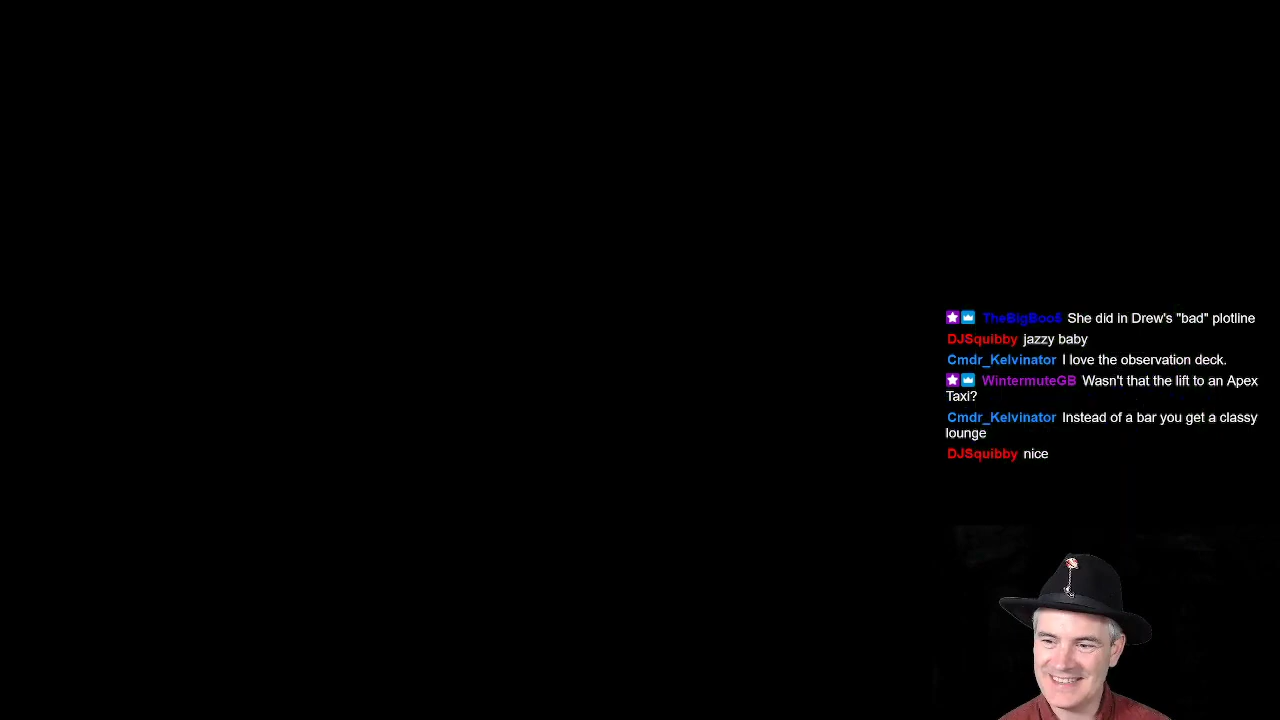 TheBigBoo5 She did in Drew's "bad" plotline
DJSquibby jazzy baby
Cmdr_Kelvinator I love the observation deck.
WintermuteGB Wasn't that the lift to an Apex
Taxi?
Cmdr_Kelvinator Instead of a bar you get a classy
lounge
DJSquibby nice